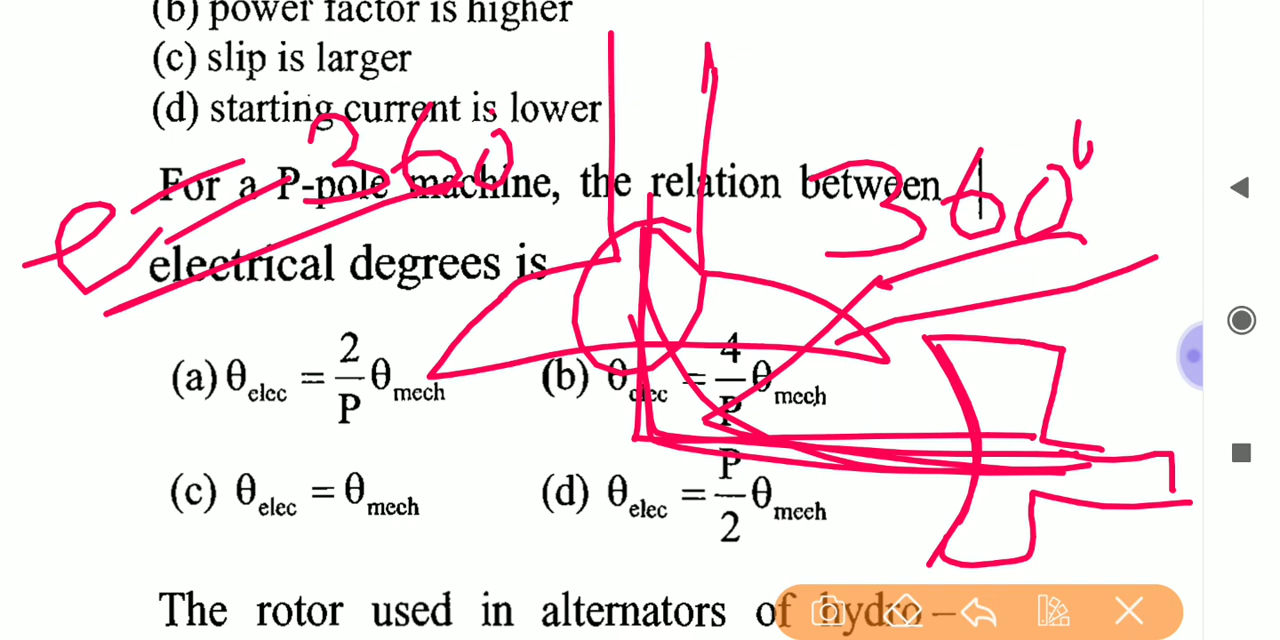 (b) power factor is higher
(c) slip is larger
(d) starting current is lower
360
For a P-pole machine, the relation between
360°
e electrical degrees is
(a) θelec = 2/P θmech (b) θelec = 4/P θmech
(c) θelec = θmech (d) θelec = P/2 θmech
The rotor used in alternators of hydro –